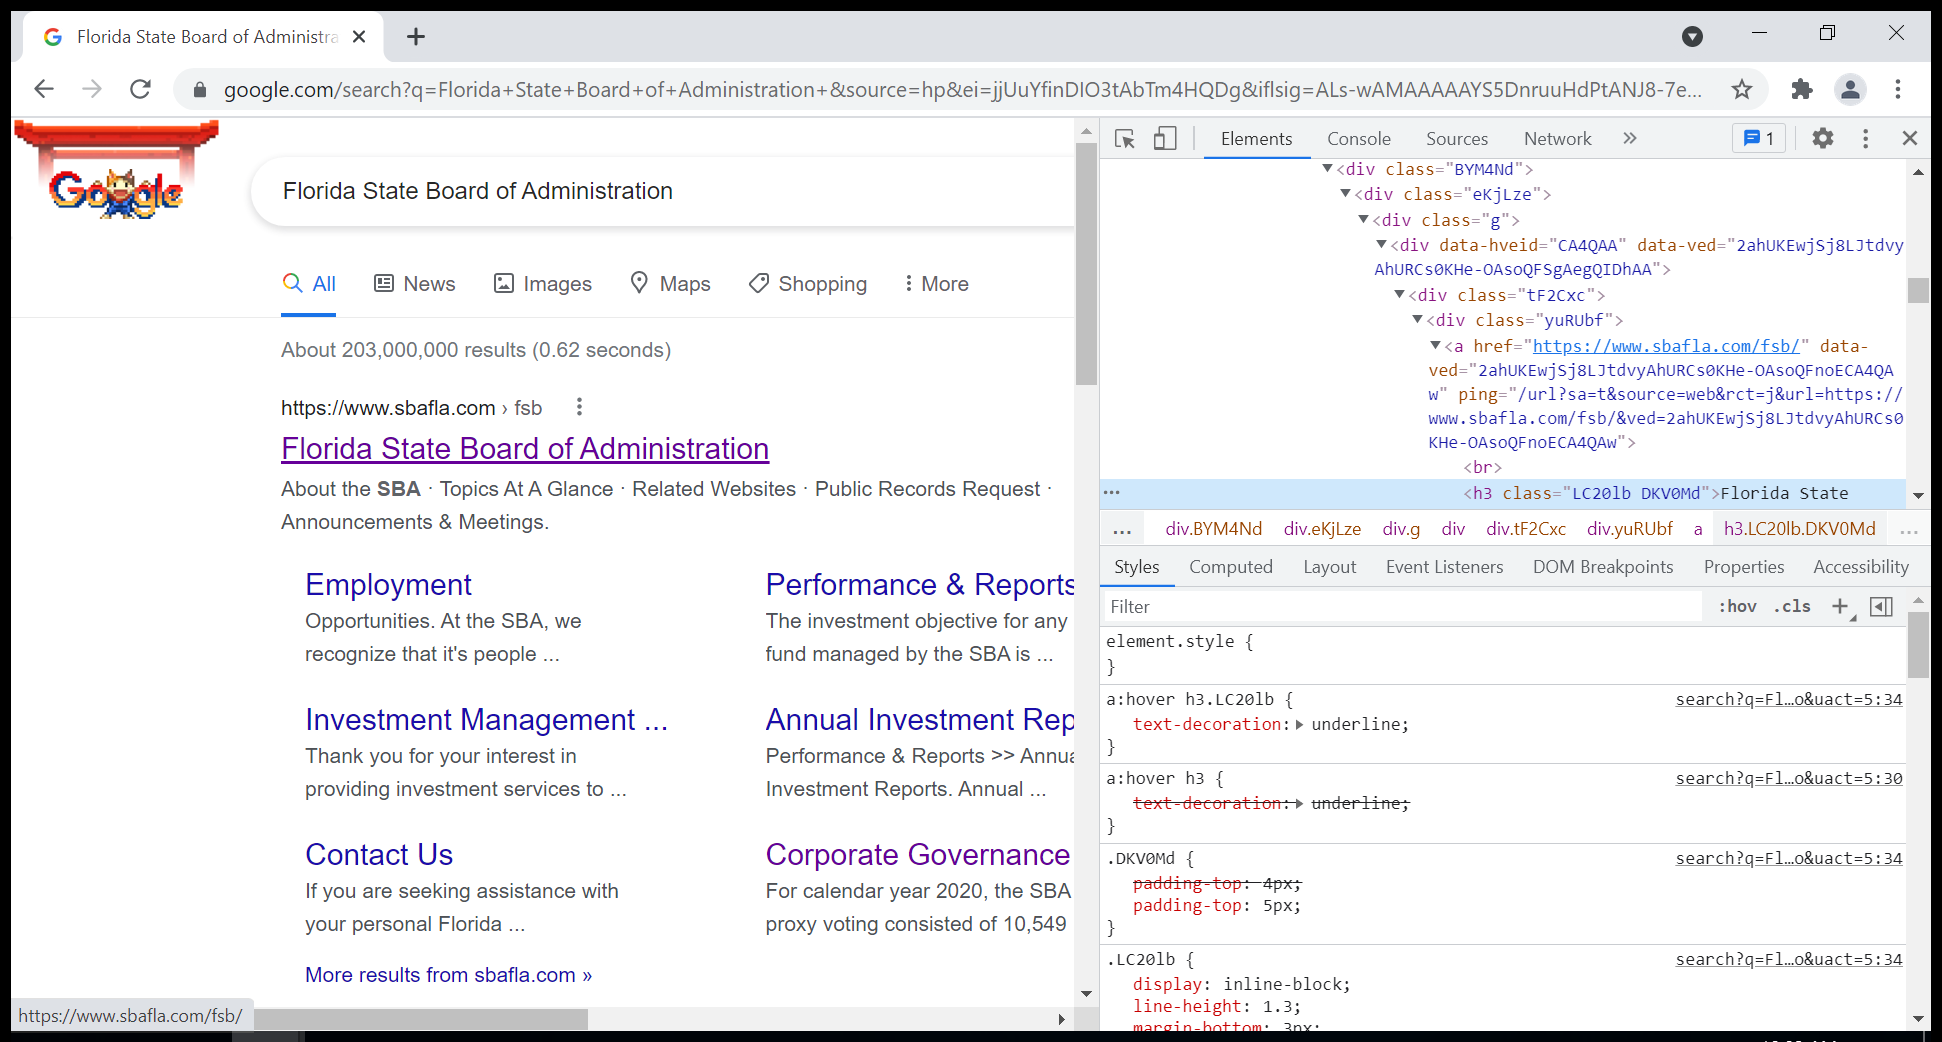 Florida State Board of Administra
google.com/search?q=Florida+State+Board+of+Administration+&source=hp&ei=jjUuYfinDIO3tAbTm4HQDg&iflsig=ALs-wAMAAAAAYS5DnruuHdPtANJ8-7e...
Google
Florida State Board of Administration
All News Images Maps Shopping More
About 203,000,000 results (0.62 seconds)
https://www.sbafla.com › fsb
Florida State Board of Administration
About the SBA · Topics At A Glance · Related Websites · Public Records Request ·
Announcements & Meetings.
Employment
Opportunities. At the SBA, we
recognize that it's people ...
Performance & Reports
The investment objective for any
fund managed by the SBA is ...
Investment Management ...
Thank you for your interest in
providing investment services to ...
Annual Investment Rep
Performance & Reports >> Annua
Investment Reports. Annual ...
Contact Us
If you are seeking assistance with
your personal Florida ...
Corporate Governance
For calendar year 2020, the SBA
proxy voting consisted of 10,549
More results from sbafla.com »
https://www.sbafla.com/fsb/
Elements Console Sources Network » 1
<div class="BYM4Nd">
<div class="eKjLze">
<div class="g">
<div data-hveid="CA4QAA" data-ved="2ahUKEwjSj8LJtdvy
AhURCs0KHe-OAsoQFSgAegQIDhAA">
<div class="tF2Cxc">
<div class="yuRUbf">
<a href="https://www.sbafla.com/fsb/" data-
ved="2ahUKEwjSj8LJtdvyAhURCs0KHe-OAsoQFnoECA4QA
w" ping="/url?sa=t&source=web&rct=j&url=https://
www.sbafla.com/fsb/&ved=2ahUKEwjSj8LJtdvyAhURCs0
KHe-OAsoQFnoECA4QAw">
<br>
... <h3 class="LC20lb DKV0Md">Florida State
... div.BYM4Nd div.eKjLze div.g div div.tF2Cxc div.yuRUbf a h3.LC20lb.DKV0Md ...
Styles Computed Layout Event Listeners DOM Breakpoints Properties Accessibility
Filter :hov .cls +
element.style {
}
a:hover h3.LC20lb { search?q=Fl…o&uact=5:34
text-decoration: underline;
}
a:hover h3 { search?q=Fl…o&uact=5:30
text-decoration: underline;
}
.DKV0Md { search?q=Fl…o&uact=5:34
padding-top: 4px;
padding-top: 5px;
}
.LC20lb { search?q=Fl…o&uact=5:34
display: inline-block;
line-height: 1.3;
margin-bottom: 3px;